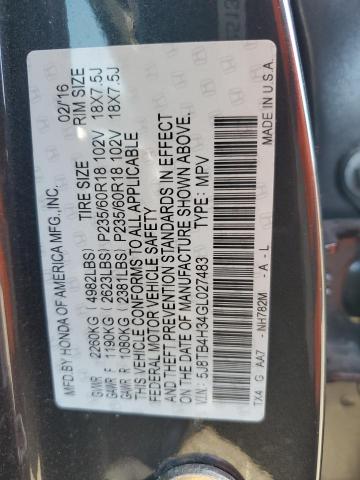 MFD.BY HONDA OF AMERICA MFG.,INC. 02/'16
TIRE SIZE RIM SIZE
GVWR 2260KG (4982LBS)
GAWR F 1190KG (2623LBS) P235/60R18 102V 18X7.5J
GAWR R 1080KG (2381LBS) P235/60R18 102V 18X7.5J
THIS VEHICLE CONFORMS TO ALL APPLICABLE
FEDERAL MOTOR VEHICLE SAFETY
AND THEFT PREVENTION STANDARDS IN EFFECT
ON THE DATE OF MANUFACTURE SHOWN ABOVE.
V.I.N.: 5J8TB4H34GL027483 TYPE: MPV
TX4 G AA7 - NH782M - A - L MADE IN U.S.A.